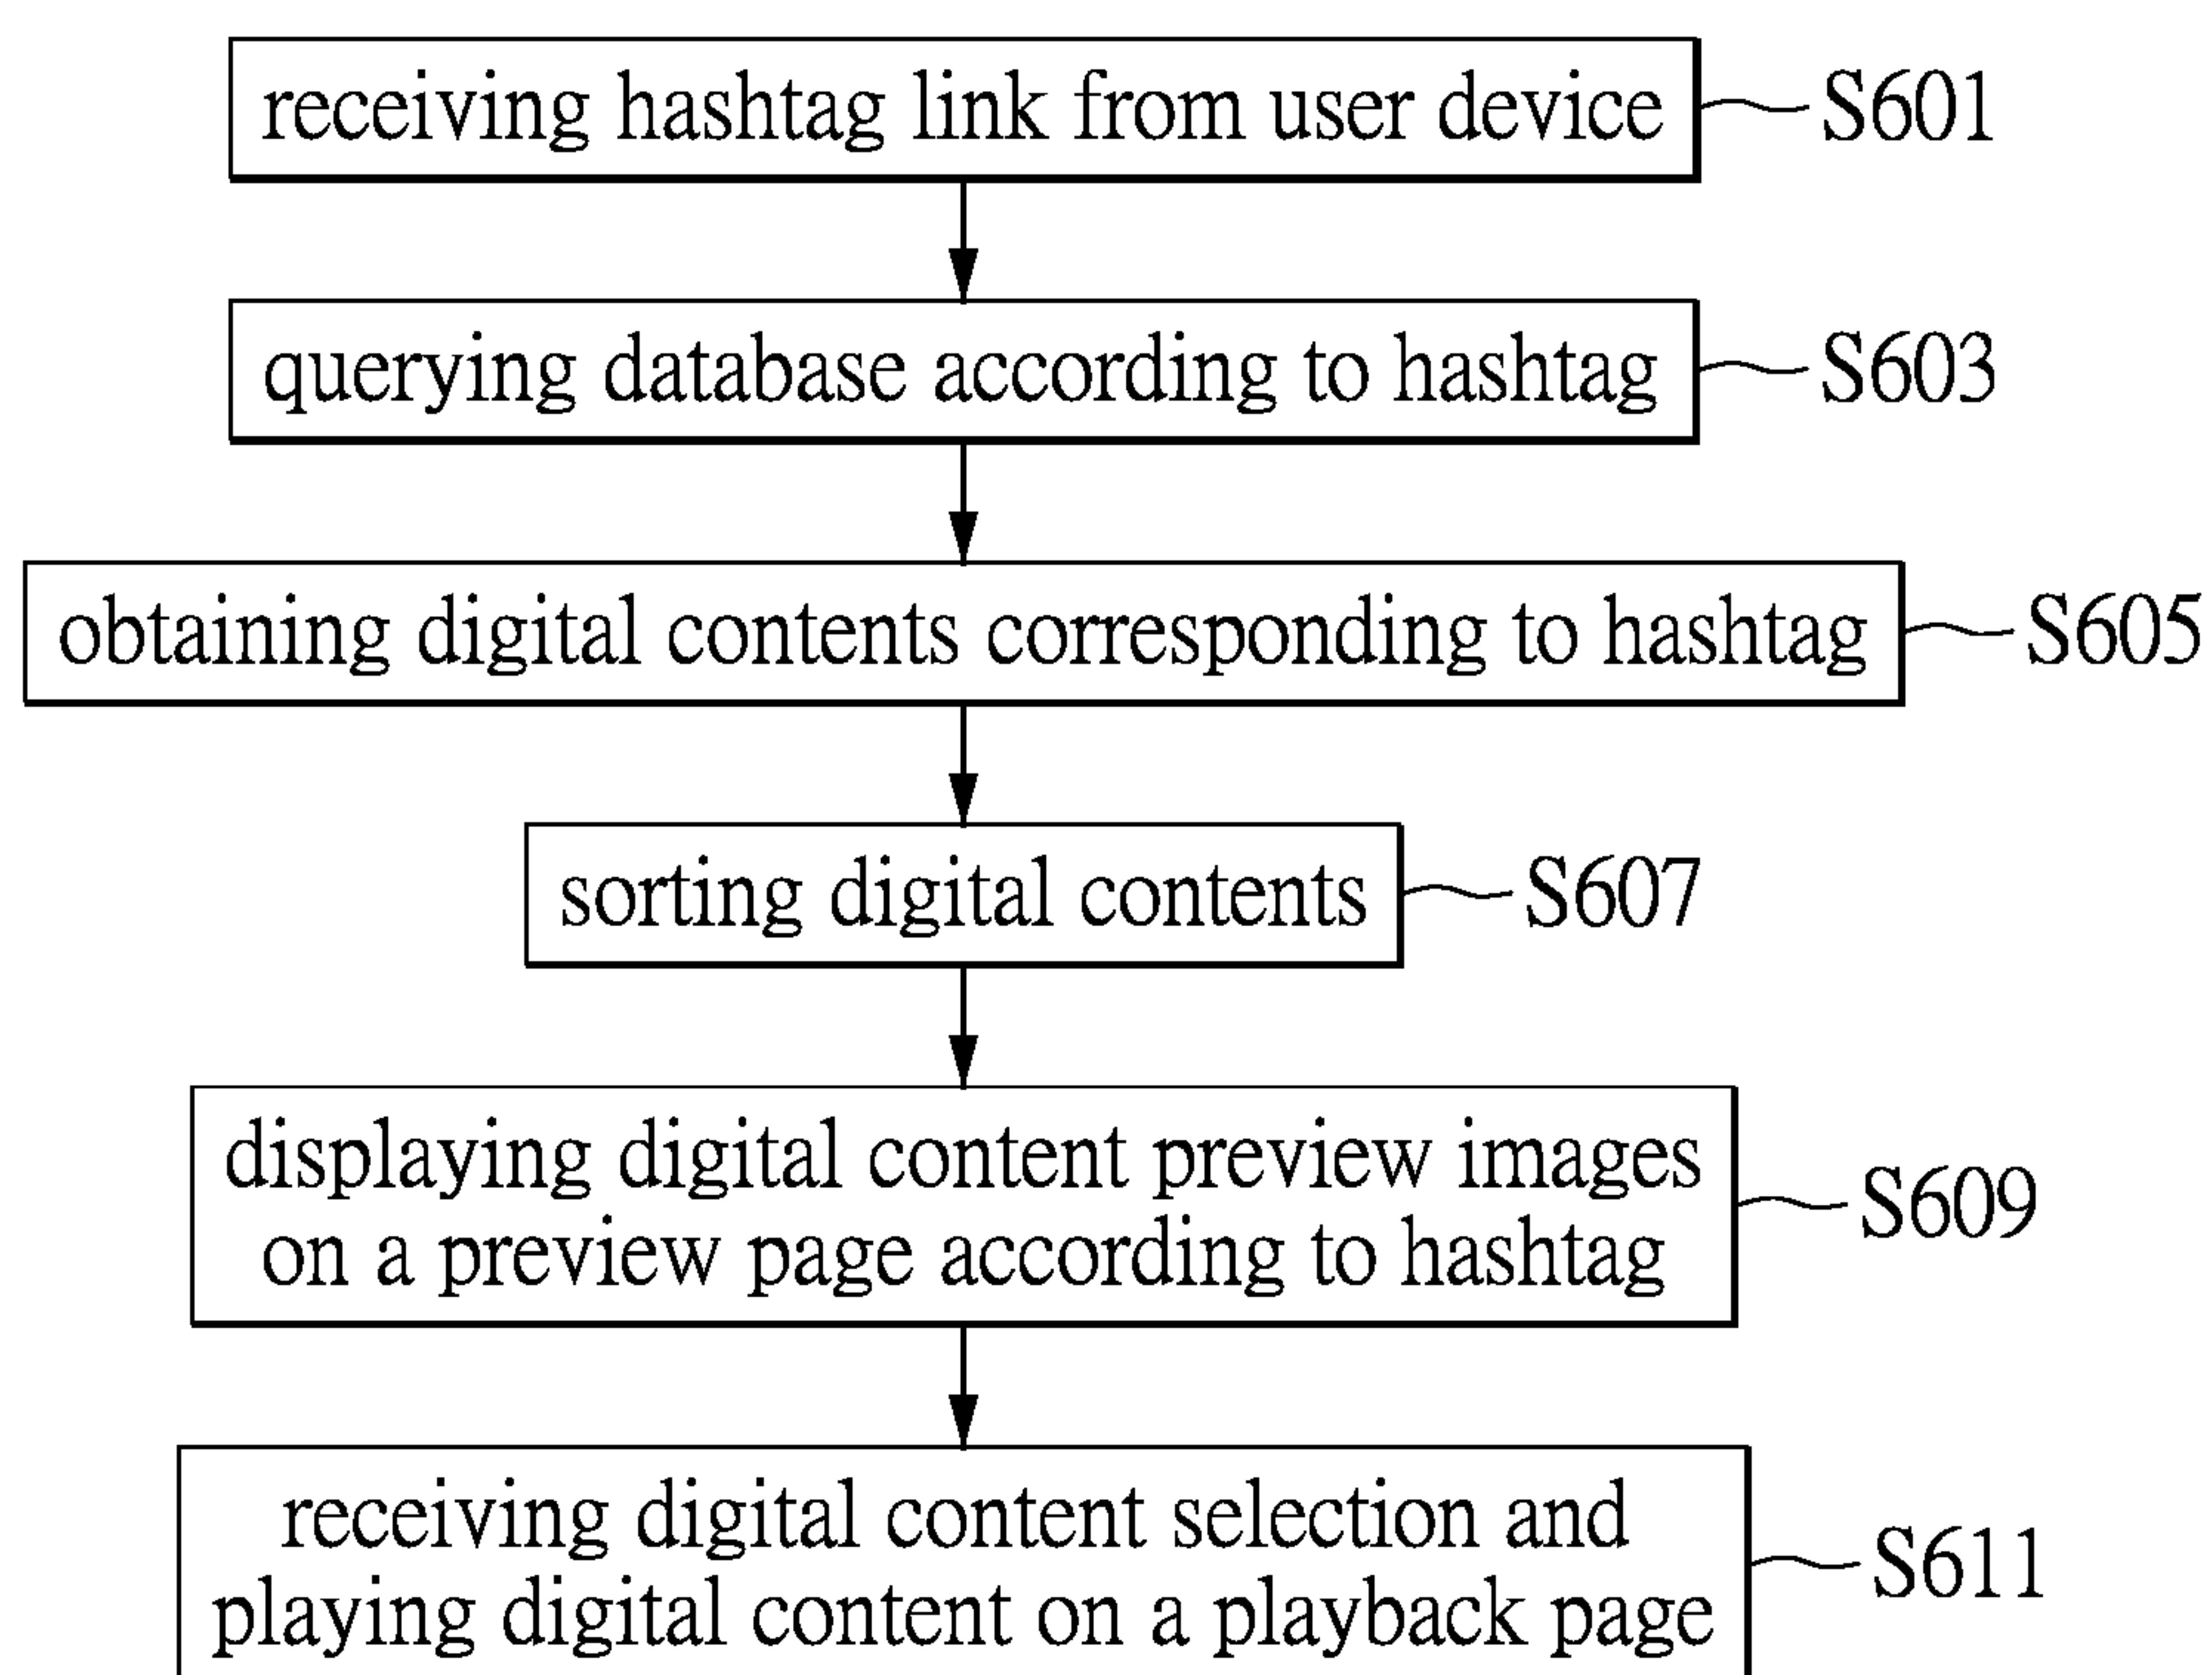 receiving hashtag link from user device
S601
querying database according to hashtag
S603
obtaining digital contents corresponding to hashtag
S605
sorting digital contents
S607
displaying digital content preview images
on a preview page according to hashtag
S609
receiving digital content selection and
playing digital content on a playback page
S611